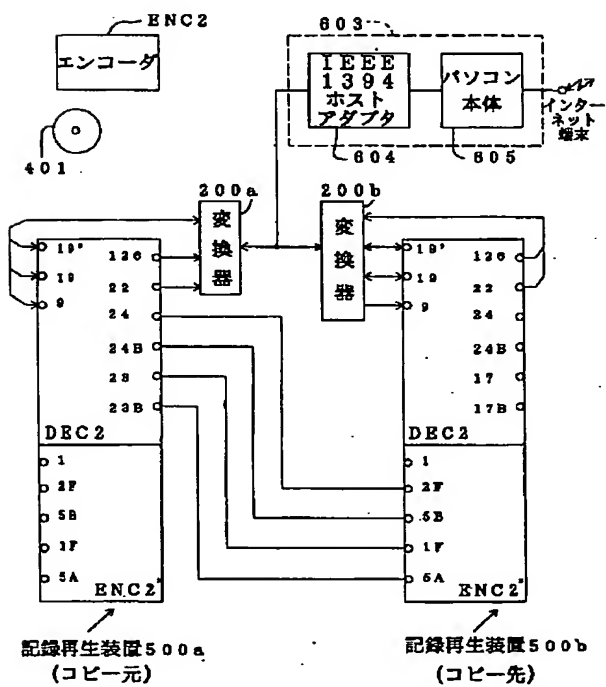 ENC2
エンコーダ
401
603
IEEE
1394
ホスト
アダプタ
604
パソコン
本体
605
インター
ネット
端末
200a
変換器
200b
変換器
19'
19
9
126
22
24
24B
23
23B
DEC2
1
2F
5B
1F
5A
ENC2'
19'
19
9
126
22
24
24B
17
17B
DEC2
1
2F
5B
1F
5A
ENC2'
記録再生装置500a
(コピー元)
記録再生装置500b
(コピー先)